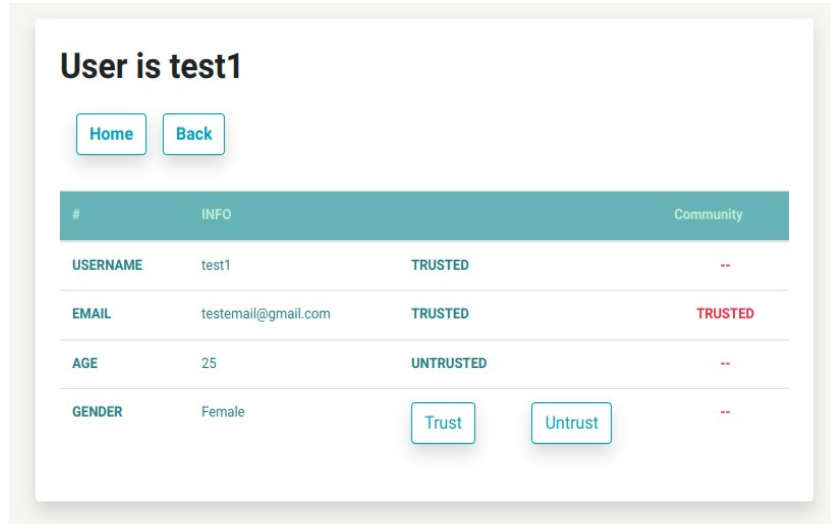 User is test1
Home Back
# INFO Community
USERNAME test1 TRUSTED --
EMAIL testemail@gmail.com TRUSTED TRUSTED
AGE 25 UNTRUSTED --
GENDER Female Trust Untrust --